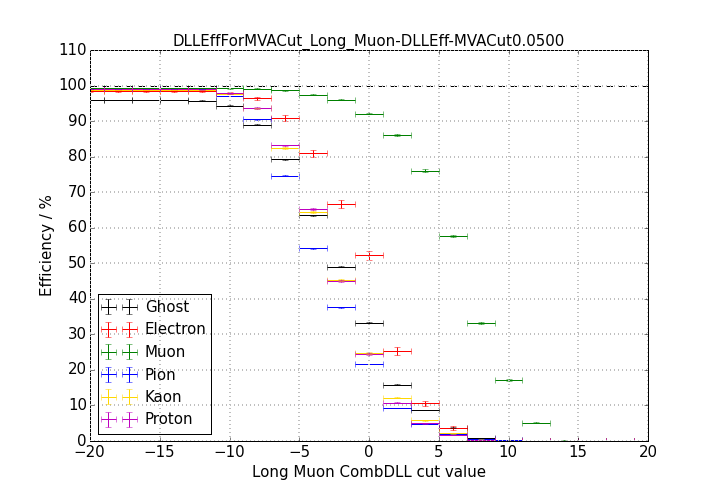 DLLEffForMVACut_Long_Muon-DLLEff-MVACut0.0500
110
100
90
80
70
60
50
40
30
20
10
0
Efficiency / %
Ghost
Electron
Muon
Pion
Kaon
Proton
−20 −15 −10 −5 0 5 10 15 20
Long Muon CombDLL cut value